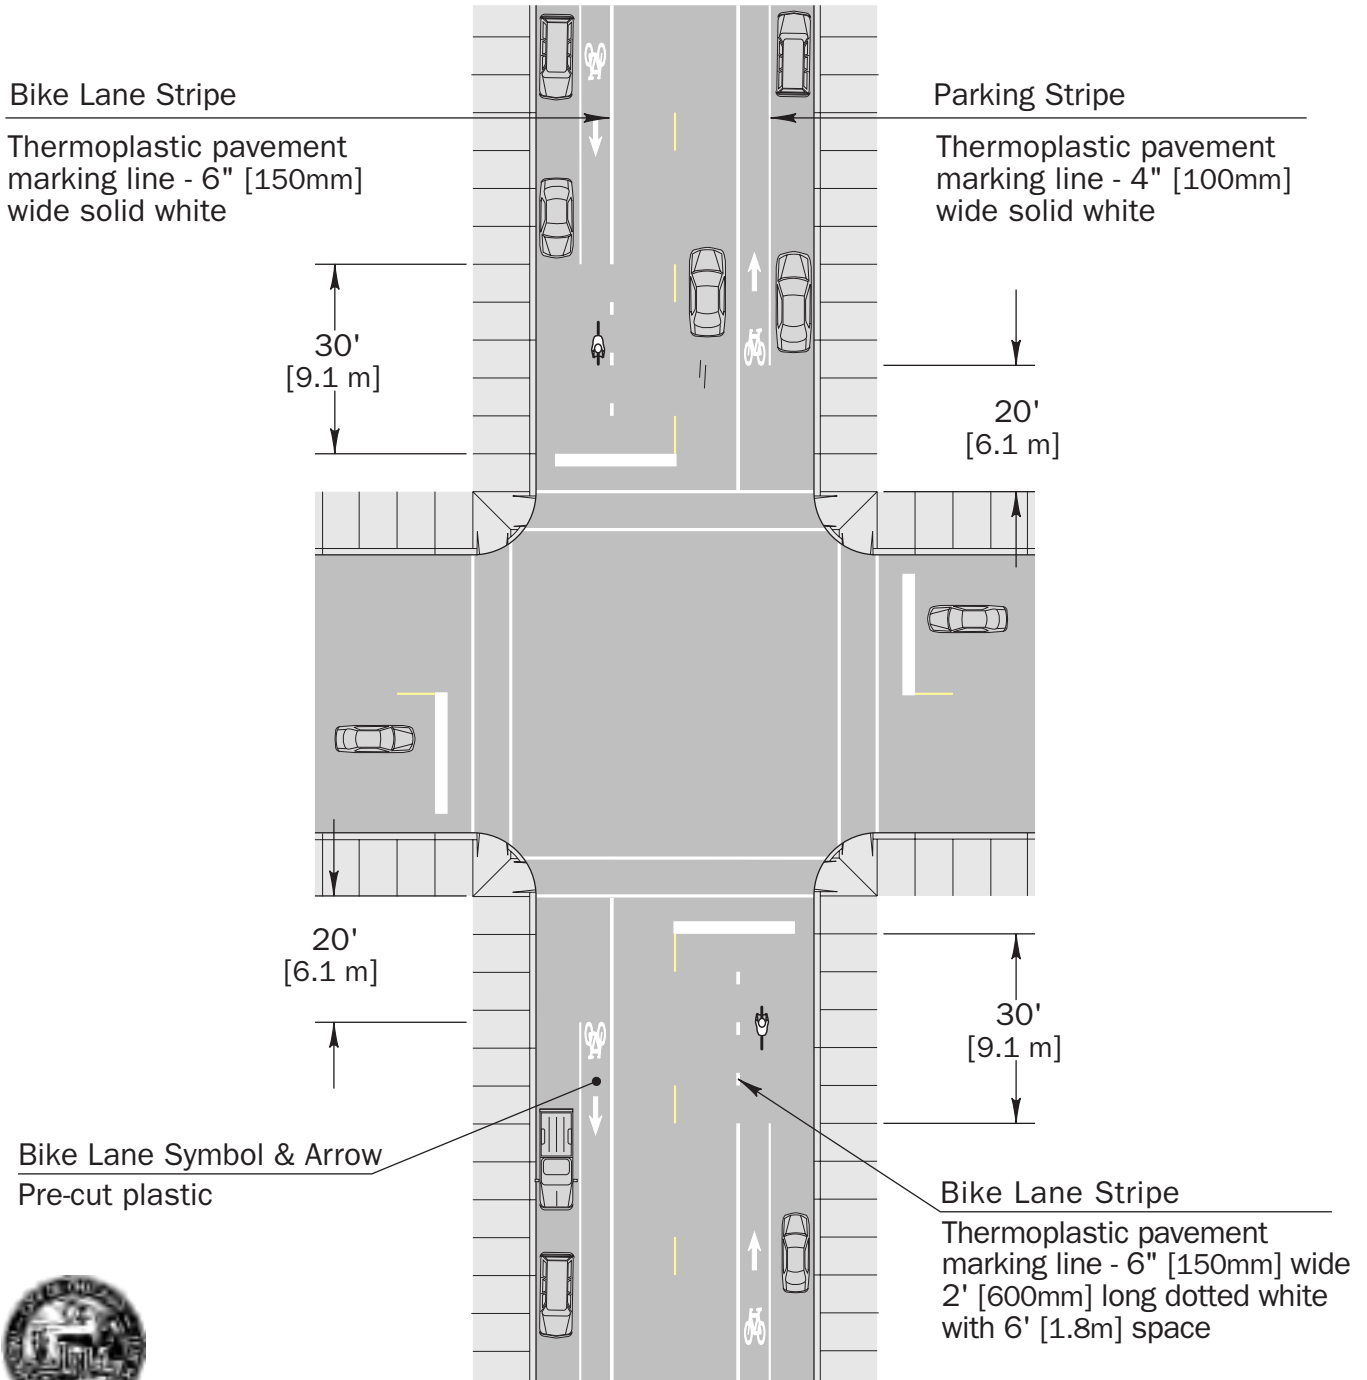 Bike Lane Stripe
Thermoplastic pavement
marking line - 6" [150mm]
wide solid white
Parking Stripe
Thermoplastic pavement
marking line - 4" [100mm]
wide solid white
30'
[9.1 m]
20'
[6.1 m]
20'
[6.1 m]
30'
[9.1 m]
Bike Lane Symbol & Arrow
Pre-cut plastic
Bike Lane Stripe
Thermoplastic pavement
marking line - 6" [150mm] wide
2' [600mm] long dotted white
with 6' [1.8m] space